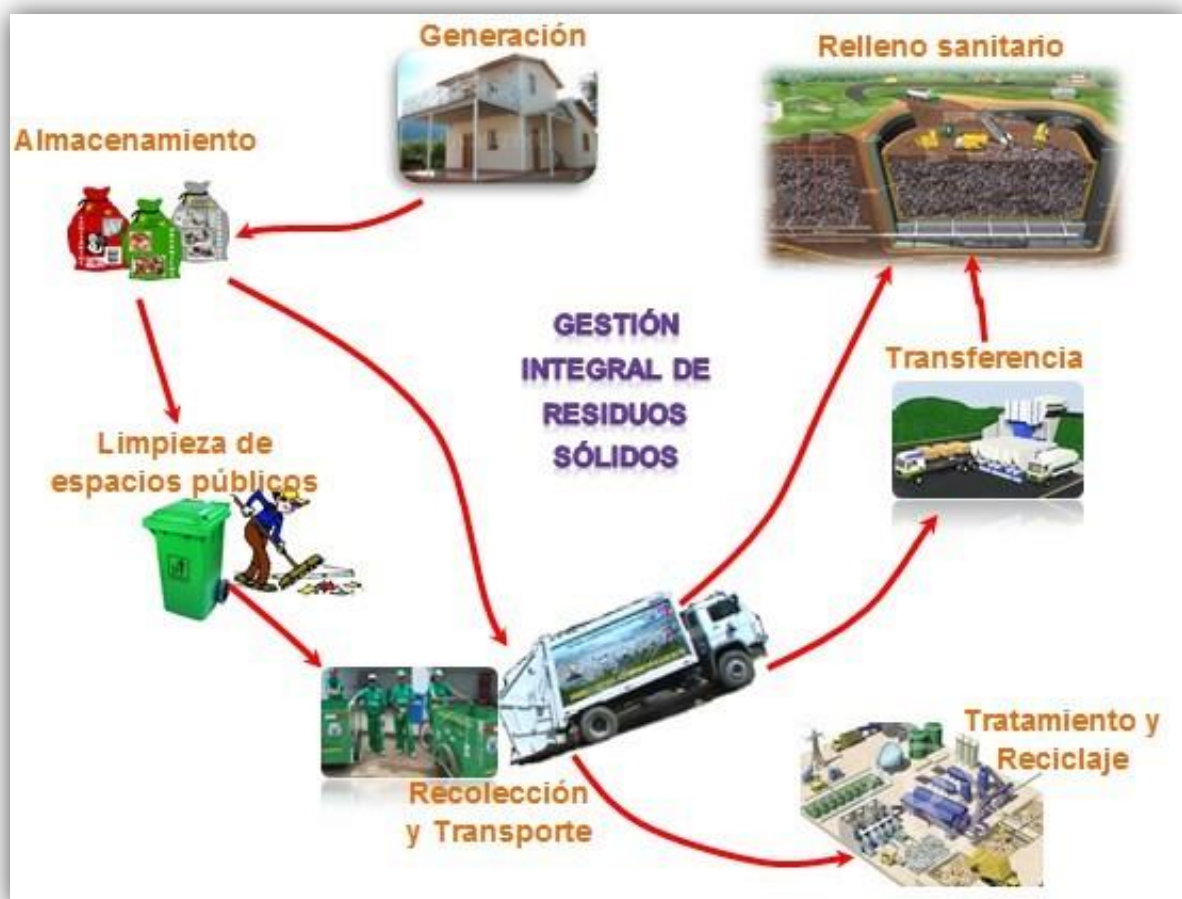 Generación
Relleno sanitario
Almacenamiento
GESTIÓN
INTEGRAL DE
RESIDUOS
SÓLIDOS
Transferencia
Limpieza de
espacios públicos
Tratamiento y
Reciclaje
Recolección
y Transporte